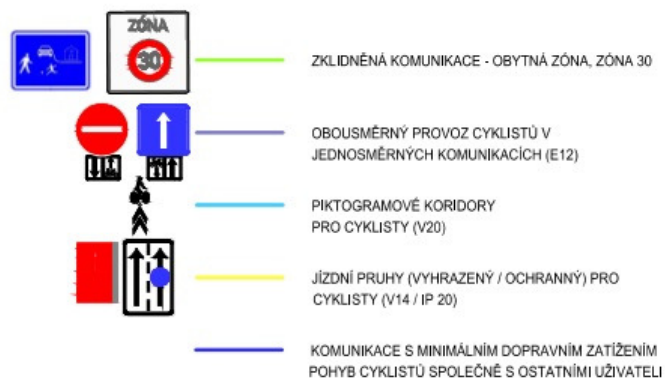 ZÓNA
30
ZKLIDNĚNÁ KOMUNIKACE - OBYTNÁ ZÓNA, ZÓNA 30
OBOUSMĚRNÝ PROVOZ CYKLISTŮ V
JEDNOSMĚRNÝCH KOMUNIKACÍCH (E12)
PIKTOGRAMOVÉ KORIDORY
PRO CYKLISTY (V20)
JÍZDNÍ PRUHY (VYHRAZENÝ / OCHRANNÝ) PRO
CYKLISTY (V14 / IP 20)
KOMUNIKACE S MINIMÁLNÍM DOPRAVNÍM ZATÍŽENÍM
POHYB CYKLISTŮ SPOLEČNĚ S OSTATNÍMI UŽIVATELI